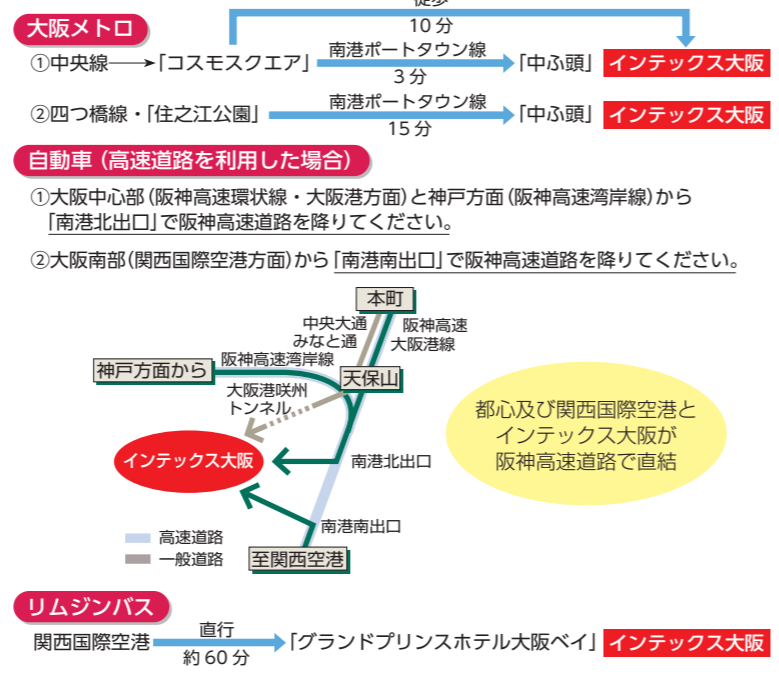 大阪メトロ
徒歩
10分
①中央線→「コスモスクエア」
南港ポートタウン線
3分
「中ふ頭」
インテックス大阪
②四つ橋線・「住之江公園」
南港ポートタウン線
15分
「中ふ頭」
インテックス大阪
自動車（高速道路を利用した場合）
①大阪中心部（阪神高速環状線・大阪港方面）と神戸方面（阪神高速湾岸線）から
「南港北出口」で阪神高速道路を降りてください。
②大阪南部（関西国際空港方面）から「南港南出口」で阪神高速道路を降りてください。
本町
中央大通
みなと通
阪神高速
大阪港線
神戸方面から
阪神高速湾岸線
天保山
大阪港咲州
トンネル
インテックス大阪
南港北出口
南港南出口
至関西空港
高速道路
一般道路
都心及び関西国際空港と
インテックス大阪が
阪神高速道路で直結
リムジンバス
関西国際空港
直行
約60分
「グランドプリンスホテル大阪ベイ」
インテックス大阪